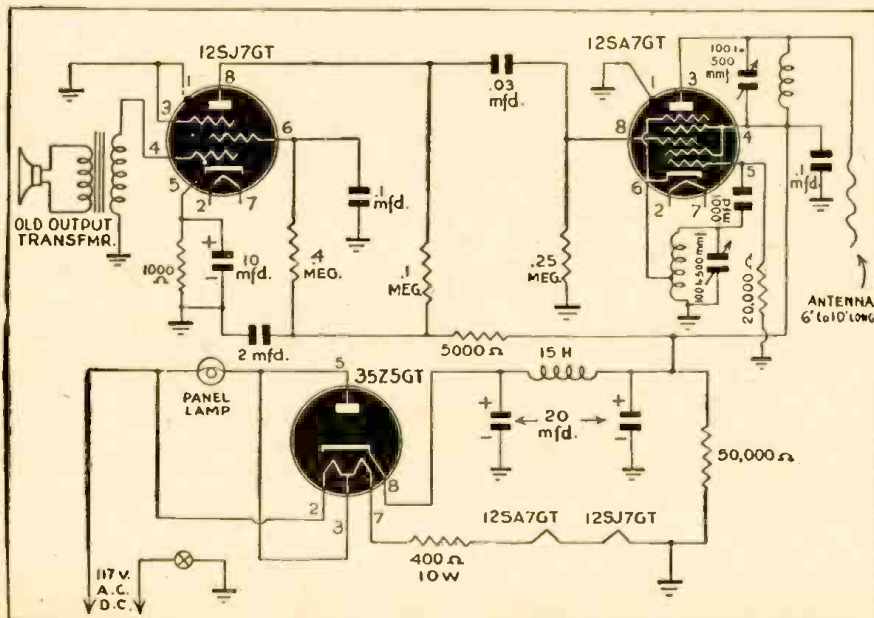 12SJ7GT
1
8
3
4
6
5
2
7
OLD OUTPUT
TRANSFMR.
1000
Ω
+
-
10
mfd.
.4
MEG.
.1
mfd.
.1
MEG.
2 mfd.
.03
mfd.
12SA7GT
1
3
8
4
5
6
2
7
100 to
500
mmf
.0001
mfd
100 to 500 mmf
20,000 Ω
.1
mfd.
.25
MEG.
ANTENNA
6' to 10' LONG
5000 Ω
15 H
PANEL
LAMP
5
35Z5GT
2
3
7
8
+
-
20
mfd.
+
-
50,000 Ω
12SA7GT
12SJ7GT
400 Ω
10 W
117 V.
A.C.
D.C.